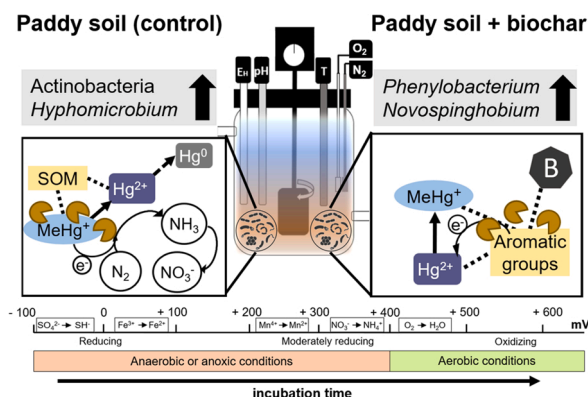 Paddy soil (control)
Paddy soil + biochar
Actinobacteria
Hyphomicrobium
EH
pH
T
O2
N2
Phenylobacterium
Novospinghobium
SOM
Hg2+
Hg0
MeHg+
e-
N2
NH3
NO3-
B
MeHg+
e-
Hg2+
Aromatic
groups
- 100 0 + 100 + 200 + 300 + 400 + 500 + 600
mV
SO42- → SH-
Fe3+ → Fe2+
Mn4+ → Mn2+
NO3- → NH4+
O2 → H2O
Reducing
Moderately reducing
Oxidizing
Anaerobic or anoxic conditions
Aerobic conditions
incubation time